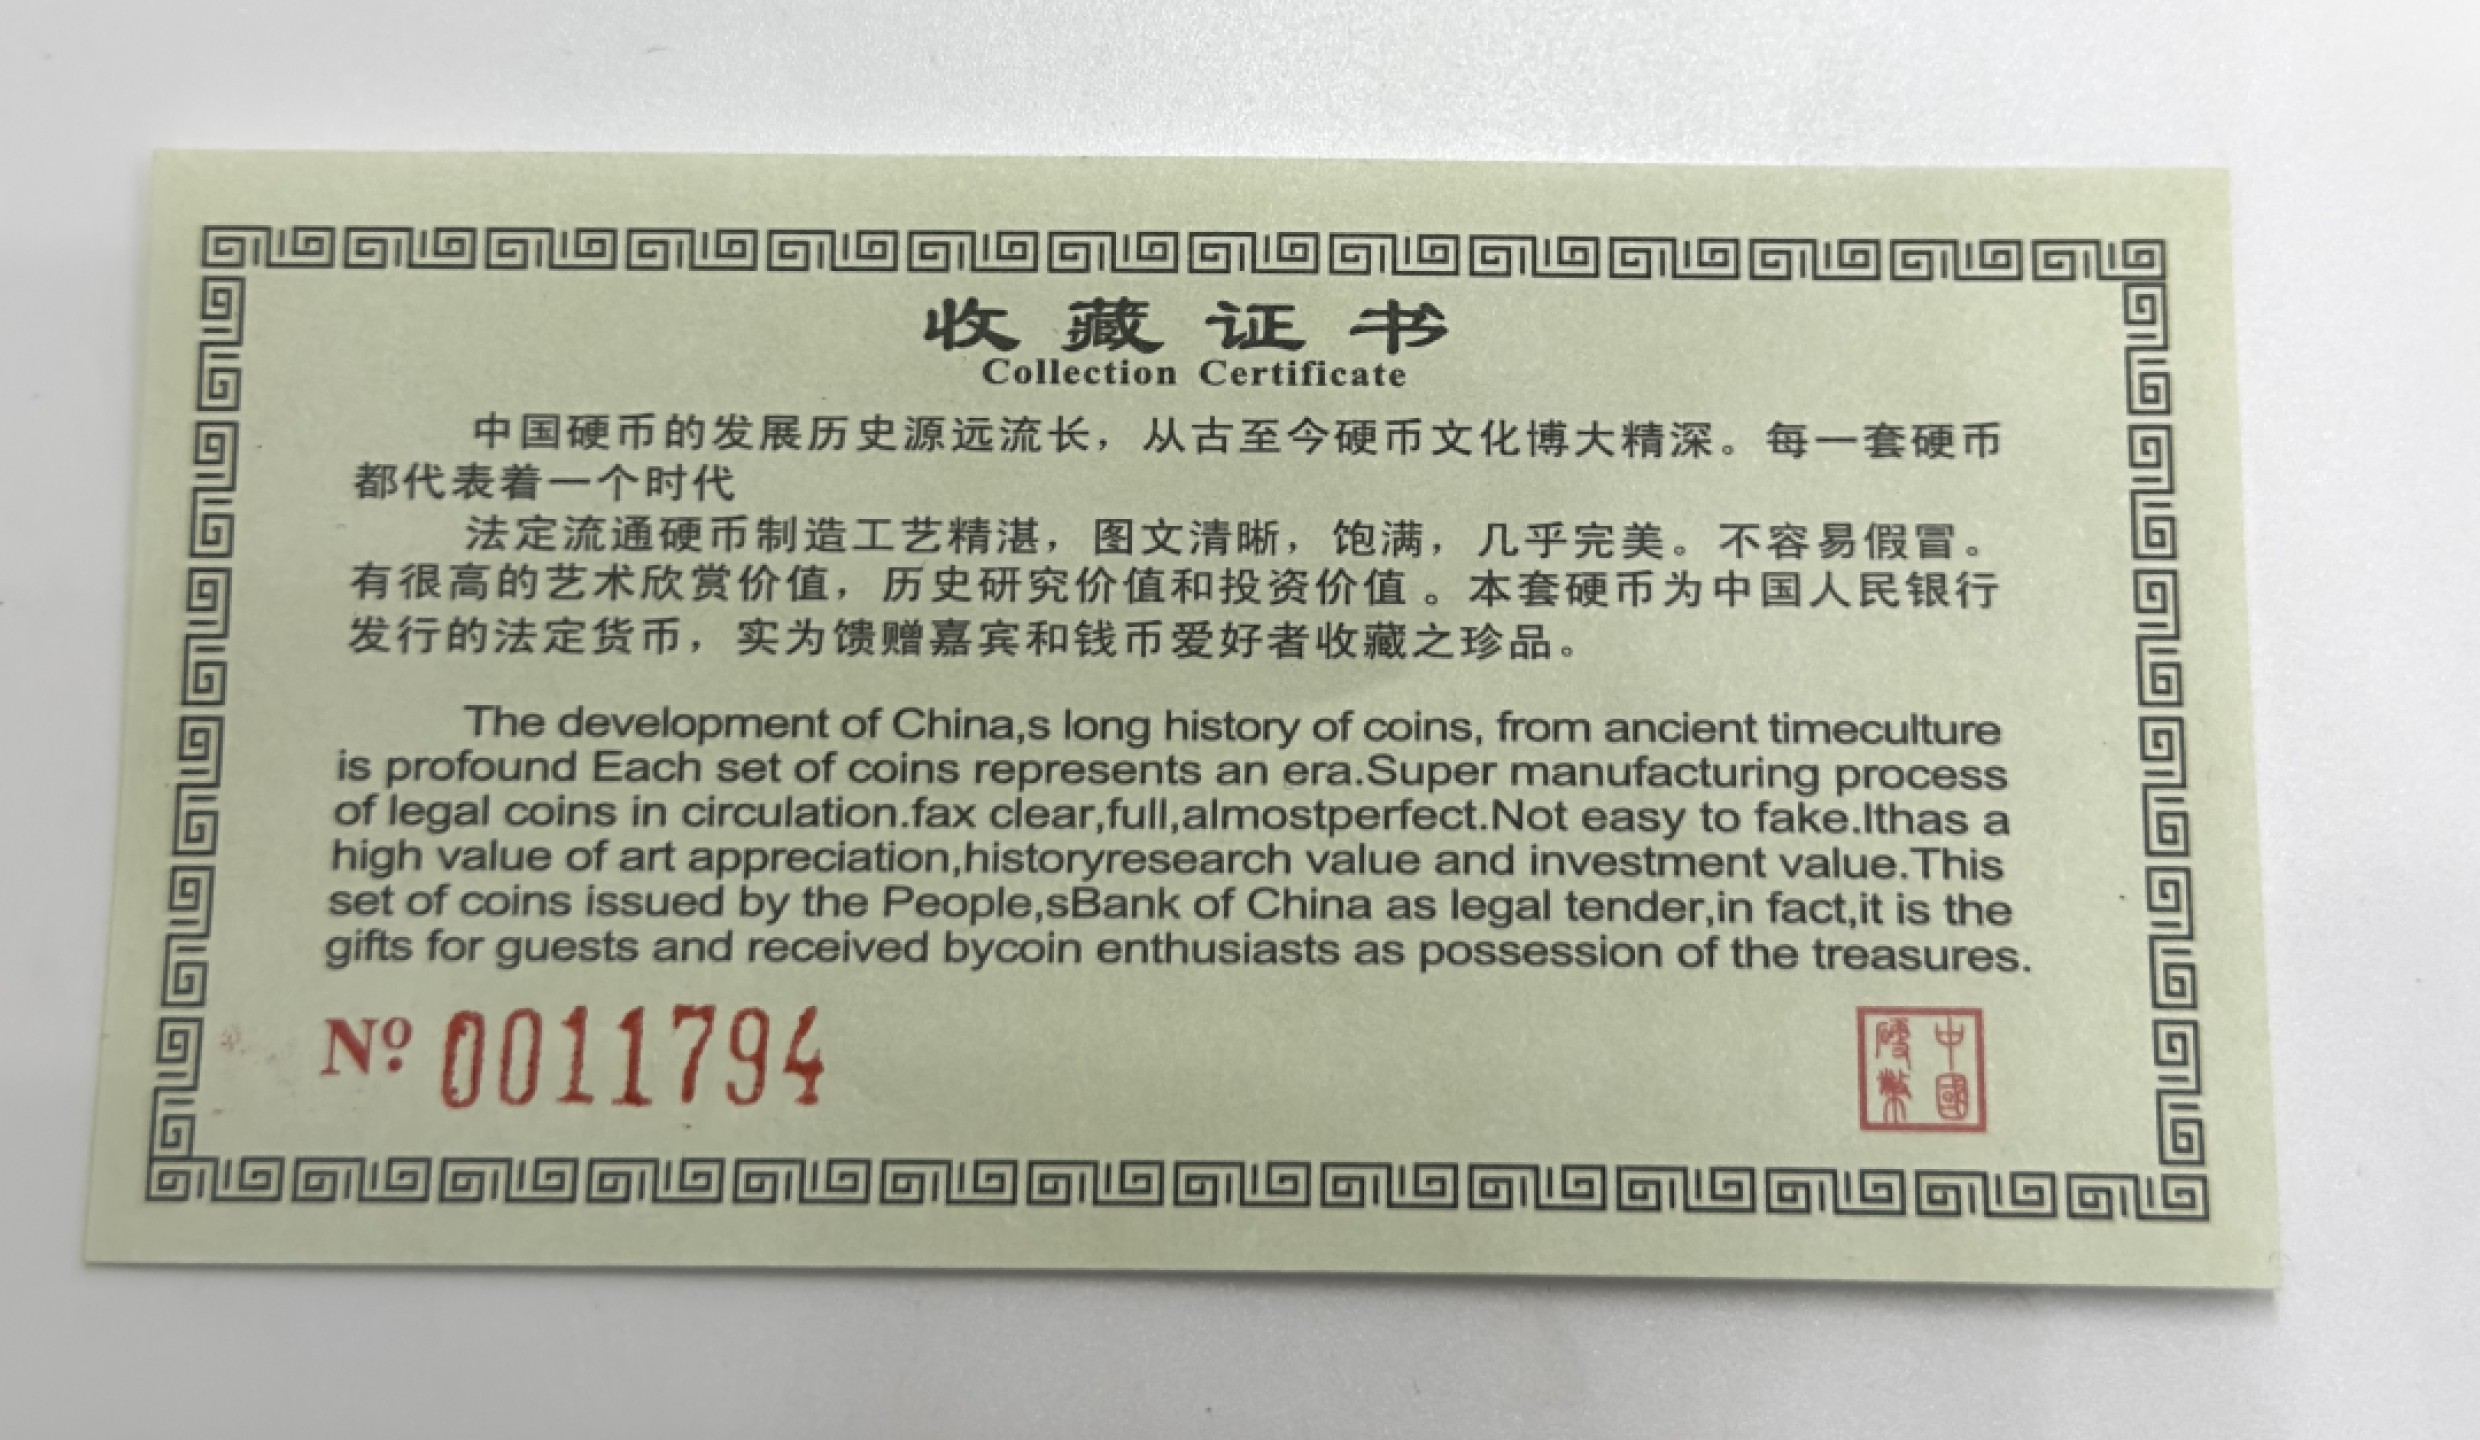 收藏证书
Collection Certificate
中国硬币的发展历史源远流长，从古至今硬币文化博大精深。每一套硬币
都代表着一个时代
法定流通硬币制造工艺精湛，图文清晰，饱满，几乎完美。不容易假冒。
有很高的艺术欣赏价值，历史研究价值和投资价值。本套硬币为中国人民银行
发行的法定货币，实为馈赠嘉宾和钱币爱好者收藏之珍品。
The development of China,s long history of coins, from ancient timeculture
is profound Each set of coins represents an era.Super manufacturing process
of legal coins in circulation.fax clear,full,almostperfect.Not easy to fake.Ithas a
high value of art appreciation,historyresearch value and investment value.This
set of coins issued by the People,sBank of China as legal tender,in fact,it is the
gifts for guests and received bycoin enthusiasts as possession of the treasures.
Nº 0011794
中國
硬幣